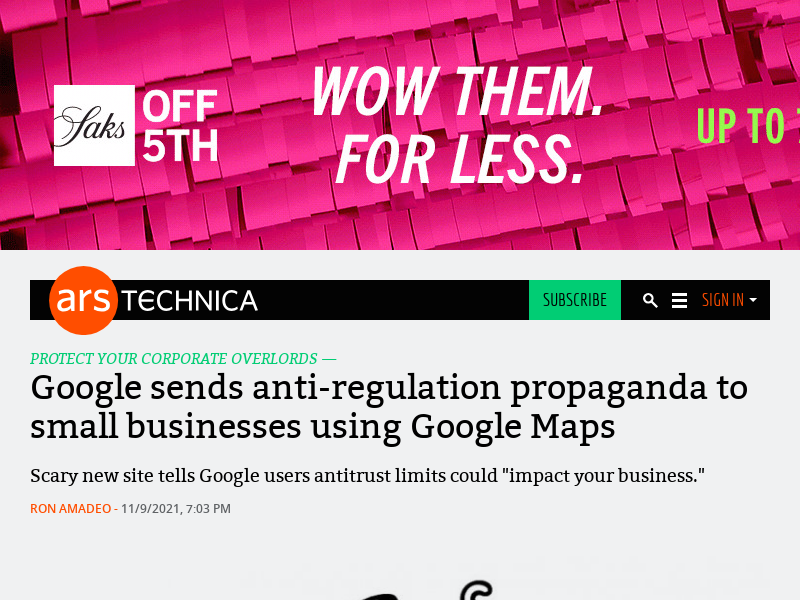 Saks
OFF
5TH
WOW THEM.
FOR LESS.
UP TO
ars TECHNICA
SUBSCRIBE
SIGN IN
PROTECT YOUR CORPORATE OVERLORDS —
Google sends anti-regulation propaganda to
small businesses using Google Maps
Scary new site tells Google users antitrust limits could "impact your business."
RON AMADEO - 11/9/2021, 7:03 PM